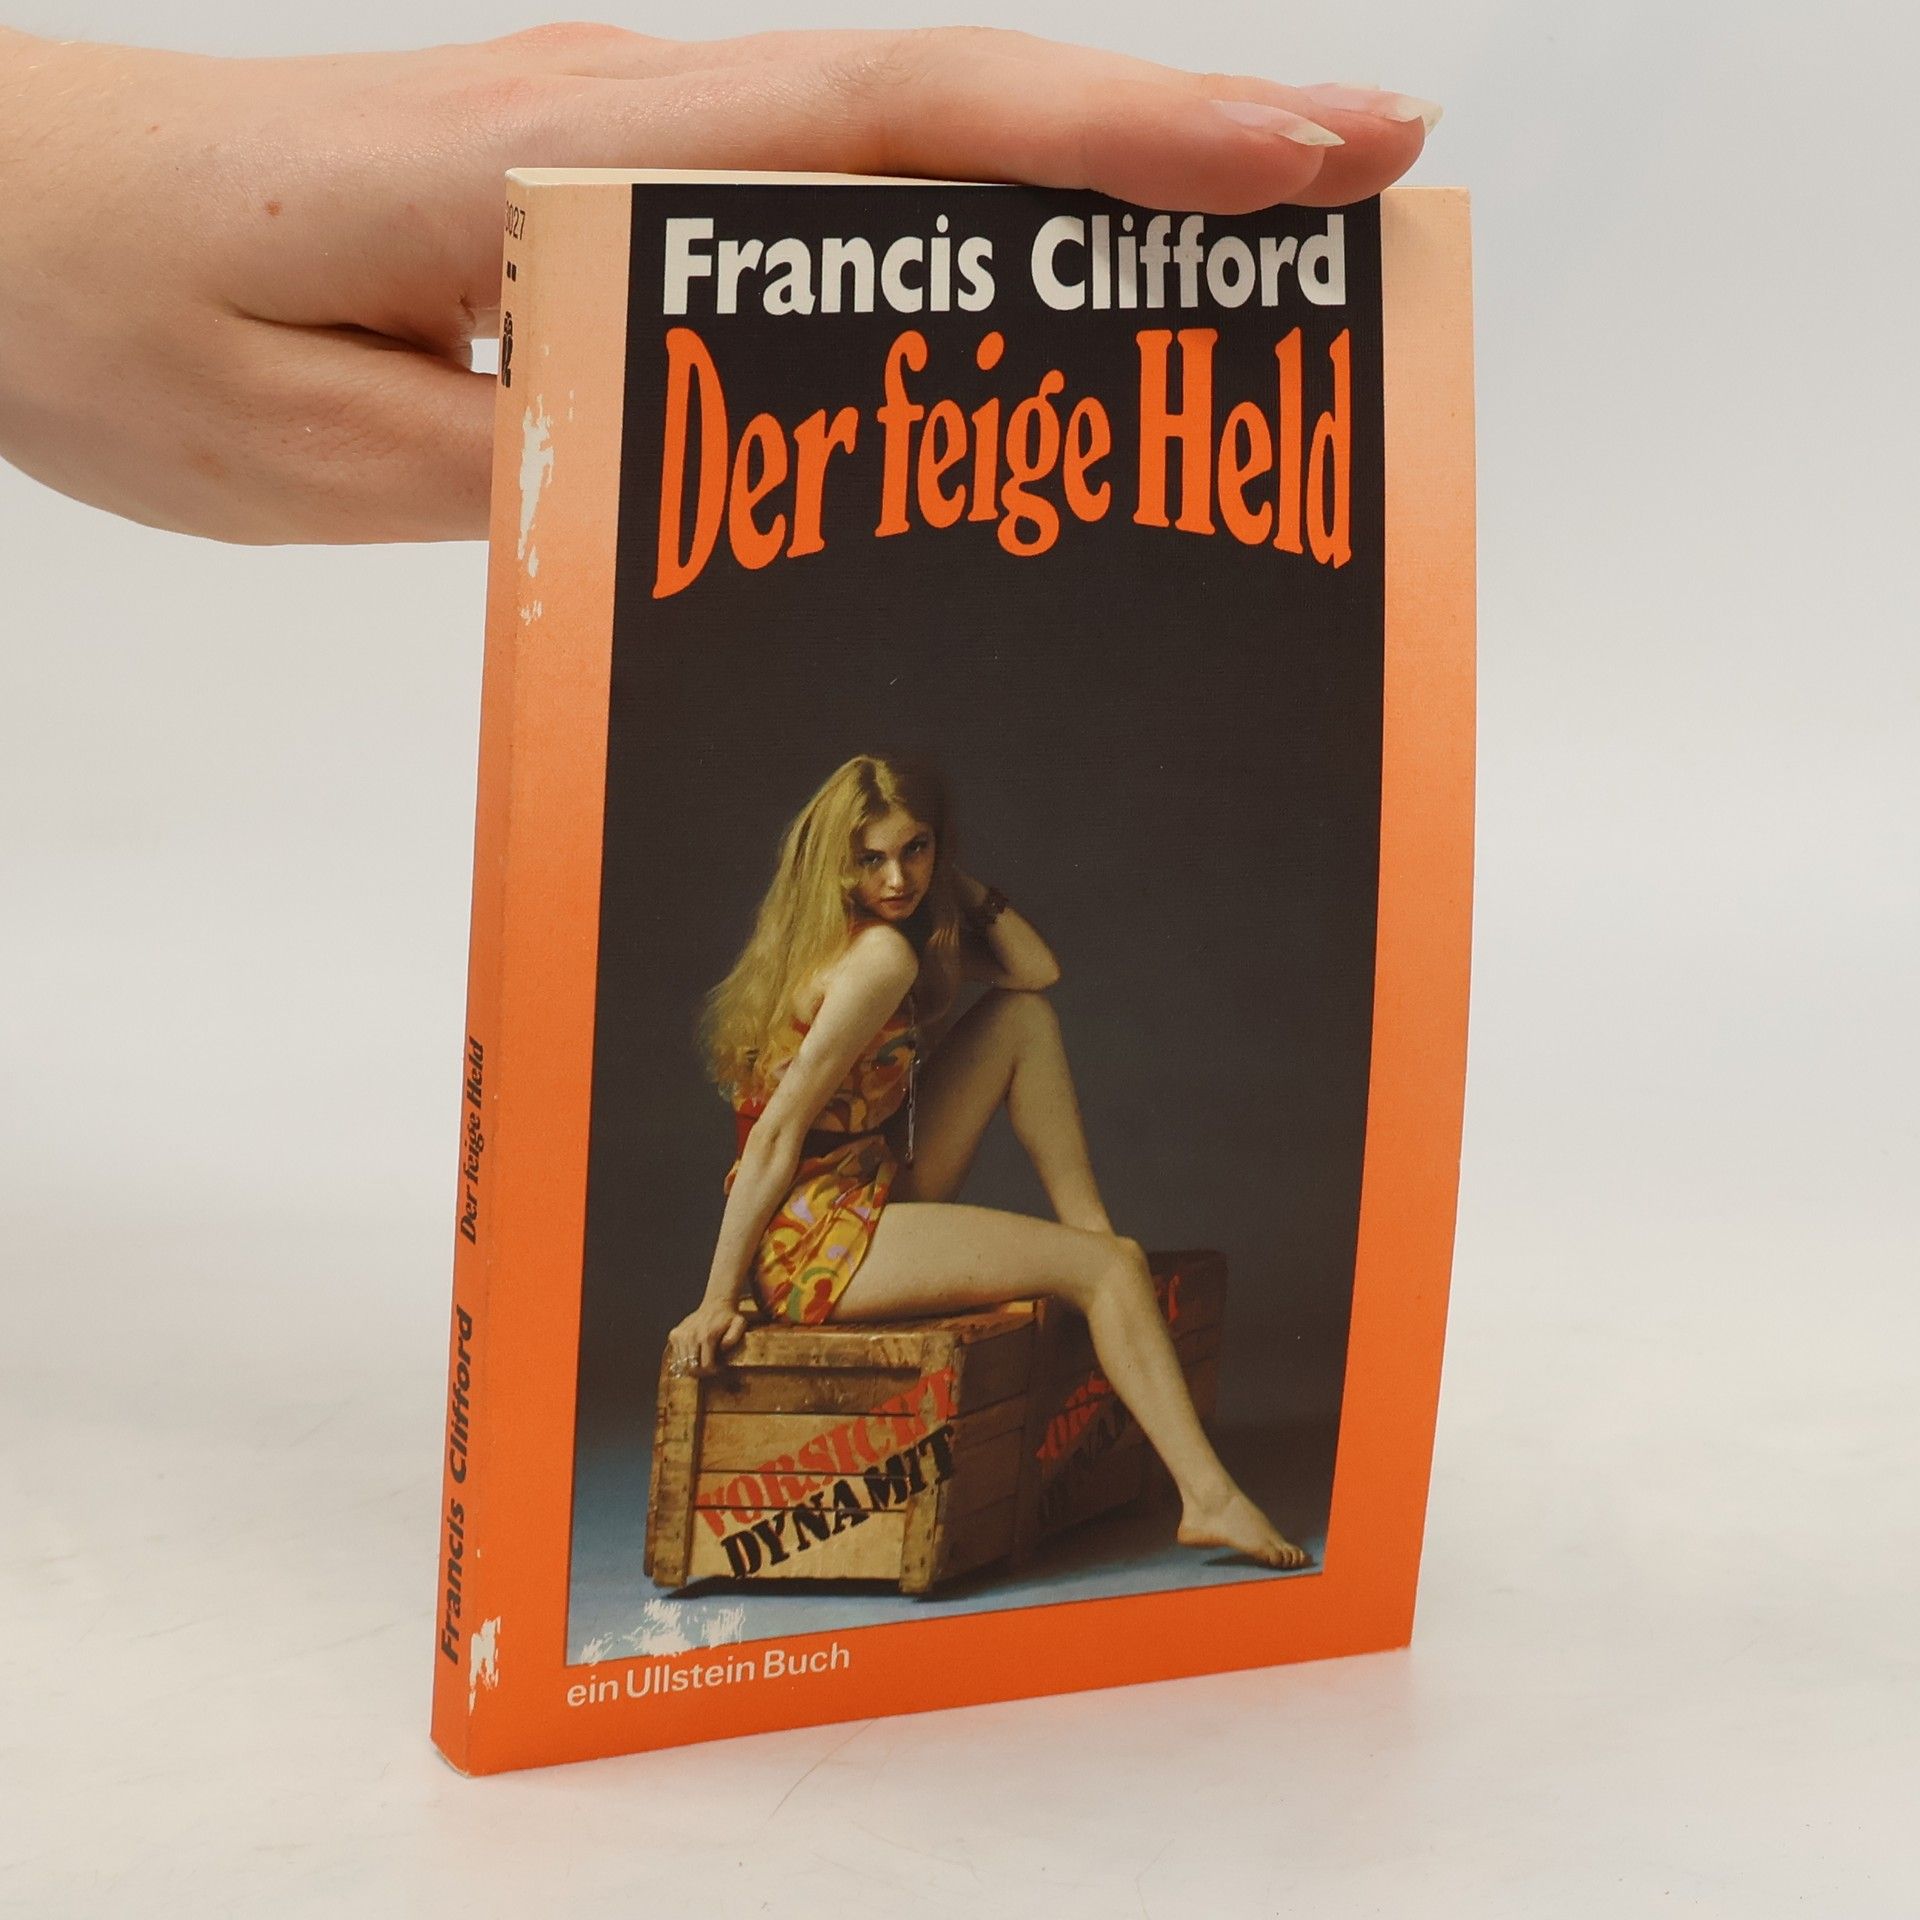 Francis Clifford
Der feige Held
VORSICHT
DYNAMIT
ein Ullstein Buch
Francis Clifford Der feige Held